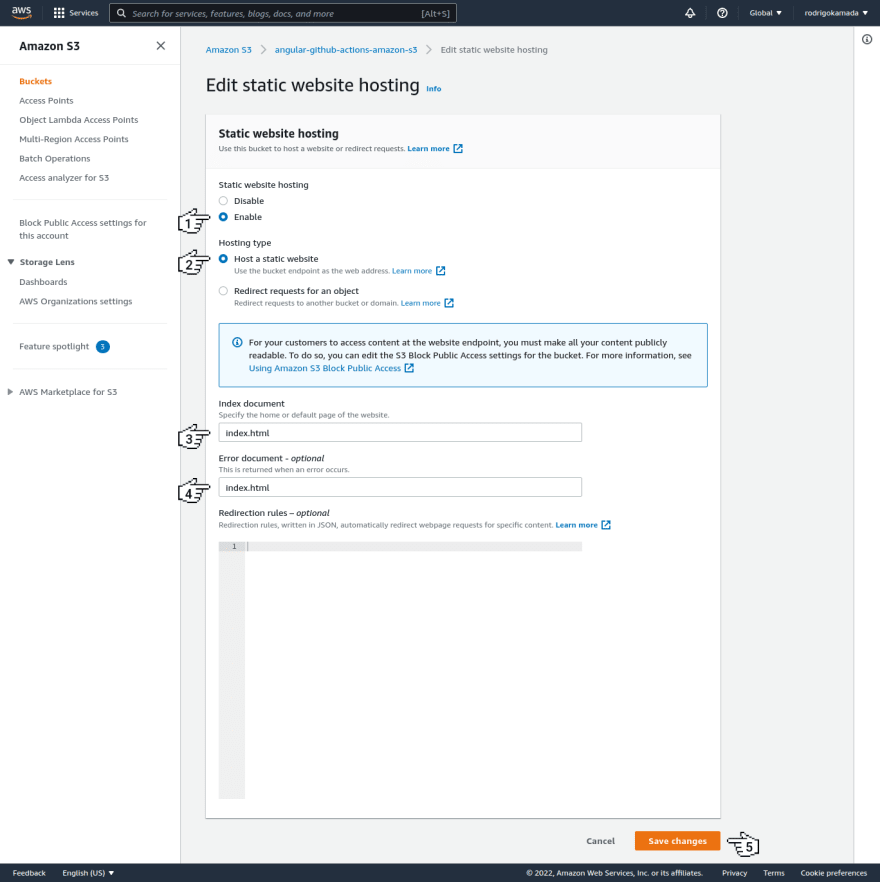 aws
Services
Search for services, features, blogs, docs, and more [Alt+S]
Global ▼
rodrigokamada ▼
Amazon S3
Buckets
Access Points
Object Lambda Access Points
Multi-Region Access Points
Batch Operations
Access analyzer for S3
Block Public Access settings for
this account
Storage Lens
Dashboards
AWS Organizations settings
Feature spotlight 3
AWS Marketplace for S3
Amazon S3 > angular-github-actions-amazon-s3 > Edit static website hosting
Edit static website hosting Info
Static website hosting
Use this bucket to host a website or redirect requests. Learn more
Static website hosting
Disable
1 Enable
Hosting type
2 Host a static website
Use the bucket endpoint as the web address. Learn more
Redirect requests for an object
Redirect requests to another bucket or domain. Learn more
For your customers to access content at the website endpoint, you must make all your content publicly
readable. To do so, you can edit the S3 Block Public Access settings for the bucket. For more information, see
Using Amazon S3 Block Public Access
Index document
Specify the home or default page of the website.
3 index.html
Error document - optional
This is returned when an error occurs.
4 index.html
Redirection rules – optional
Redirection rules, written in JSON, automatically redirect webpage requests for specific content. Learn more
1
Cancel
Save changes 5
Feedback English (US) ▼
© 2022, Amazon Web Services, Inc. or its affiliates. Privacy Terms Cookie preferences